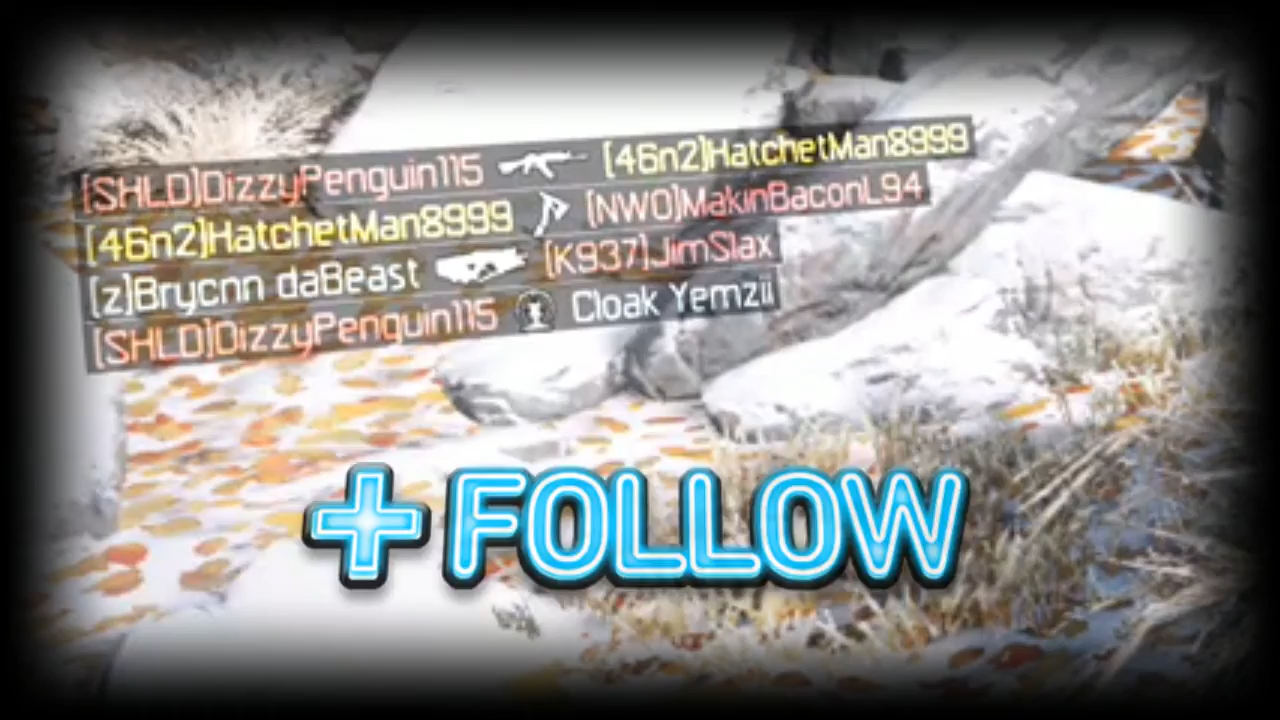 [SHLD]DizzyPenguin115 [46n2]HatchetMan8999
[46n2]HatchetMan8999 [NWO]MakinBaconL94
[z]Brycnn daBeast [K937]JimSlax
[SHLD]DizzyPenguin115 Cloak Yemzii
+ FOLLOW